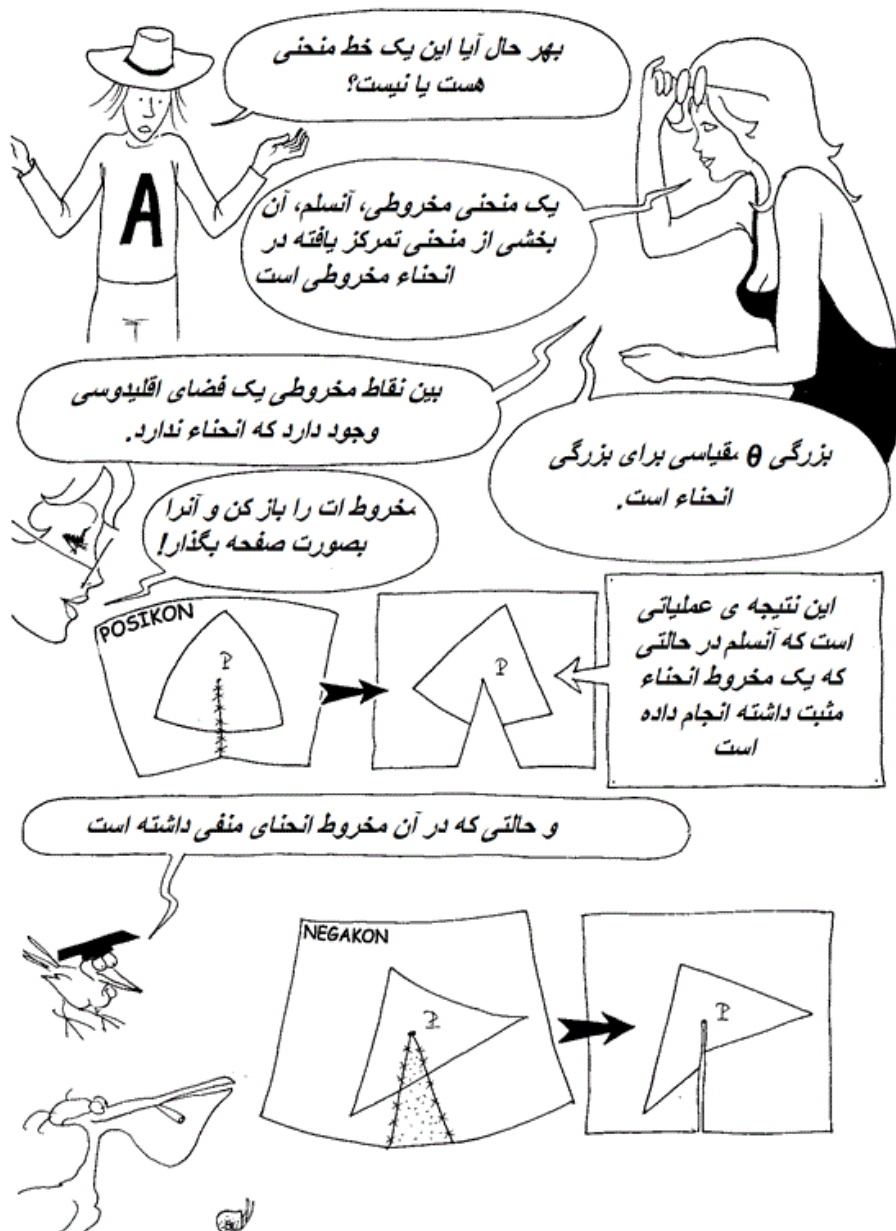 بهر حال آیا این یک خط منحنی
هست یا نیست؟
A
یک منحنی مخروطی، آنسلم، آن
بخشی از منحنی تمرکز یافته در
انحناء مخروطی است
بین نقاط مخروطی یک فضای اقلیدوسی
وجود دارد که انحناء ندارد.
بزرگی θ مقیاسی برای بزرگی
انحناء است.
مخروط ات را باز کن و آنرا
بصورت صفحه بگذار!
POSIKON
P
P
این نتیجه ی عملیاتی
است که آنسلم در حالتی
که یک مخروط انحناء
مثبت داشته انجام داده
است
و حالتی که در آن مخروط انحنای منفی داشته است
NEGAKON
P
P